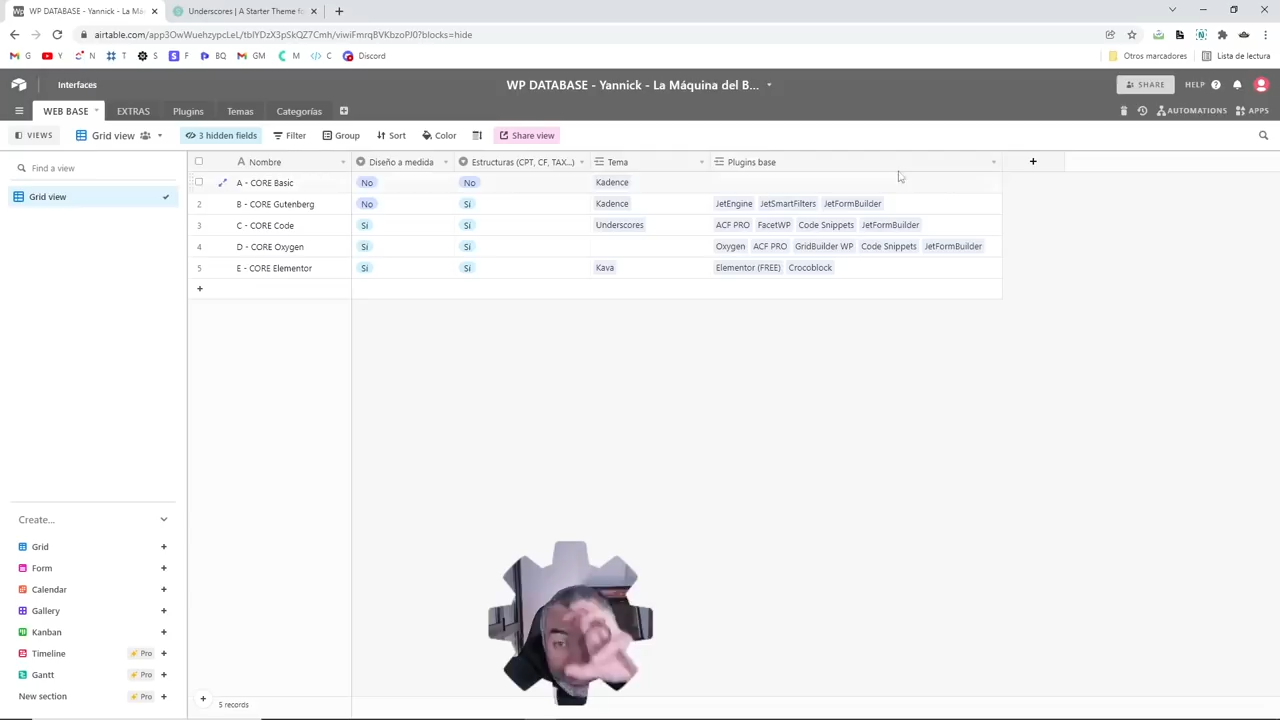 WP DATABASE - Yannick - La Má
Underscores | A Starter Theme fo
airtable.com/app3OwWuehzypcLeL/tblYDzX3pSkQZ7Cmh/viwiFmrqBVKbzoPJ0?blocks=hide
G Y N T S F BQ GM M C Discord Otros marcadores Lista de lectura
Interfaces WP DATABASE - Yannick - La Máquina del B... SHARE HELP
WEB BASE EXTRAS Plugins Temas Categorías AUTOMATIONS APPS
VIEWS Grid view 3 hidden fields Filter Group Sort Color Share view
Find a view
Grid view
Nombre Diseño a medida Estructuras (CPT, CF, TAX...) Tema Plugins base
A - CORE Basic No No Kadence
2 B - CORE Gutenberg No Sí Kadence JetEngine JetSmartFilters JetFormBuilder
3 C - CORE Code Sí Sí Underscores ACF PRO FacetWP Code Snippets JetFormBuilder
4 D - CORE Oxygen Sí Sí Oxygen ACF PRO GridBuilder WP Code Snippets JetFormBuilder
5 E - CORE Elementor Sí Sí Kava Elementor (FREE) Crocoblock
Create...
Grid
Form
Calendar
Gallery
Kanban
Timeline Pro
Gantt Pro
New section Pro
5 records